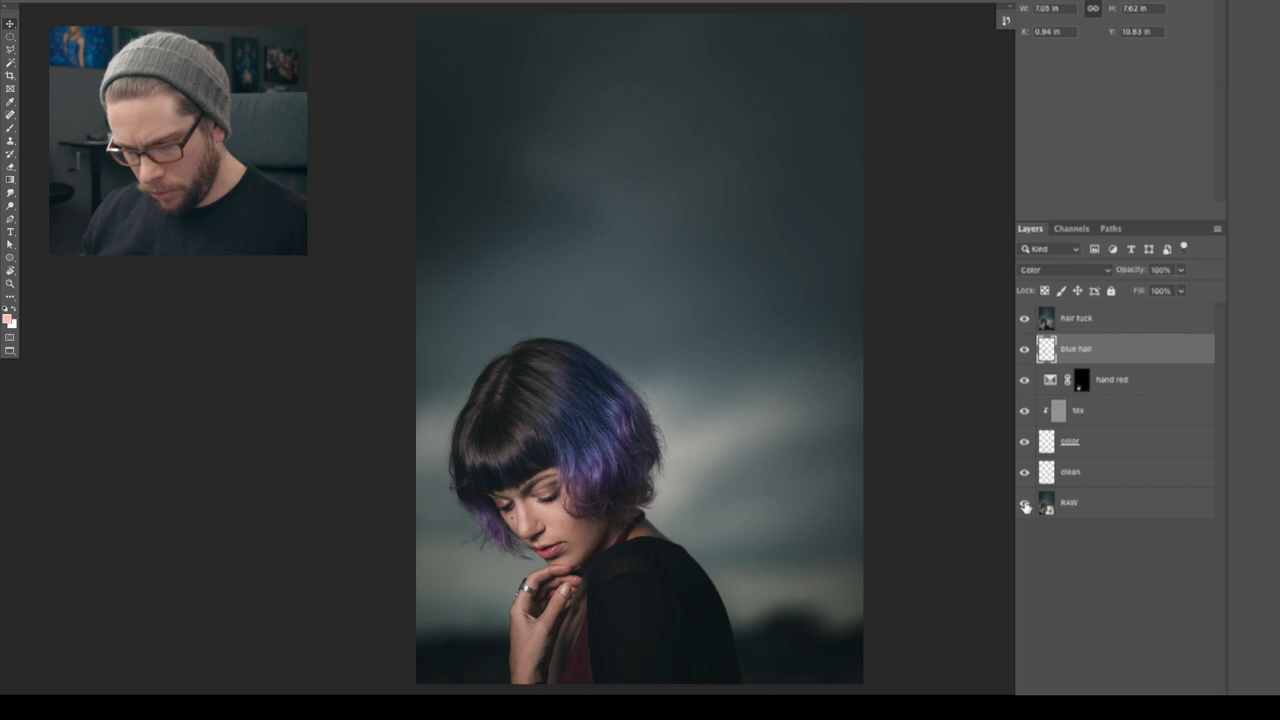 W: 7.05 in H: 7.62 in
X: 0.94 in Y: 10.83 in
Layers Channels Paths
Kind
Color Opacity: 100%
Lock: Fill: 100%
hair tuck
blue hair
hand red
tex
color
clean
RAW